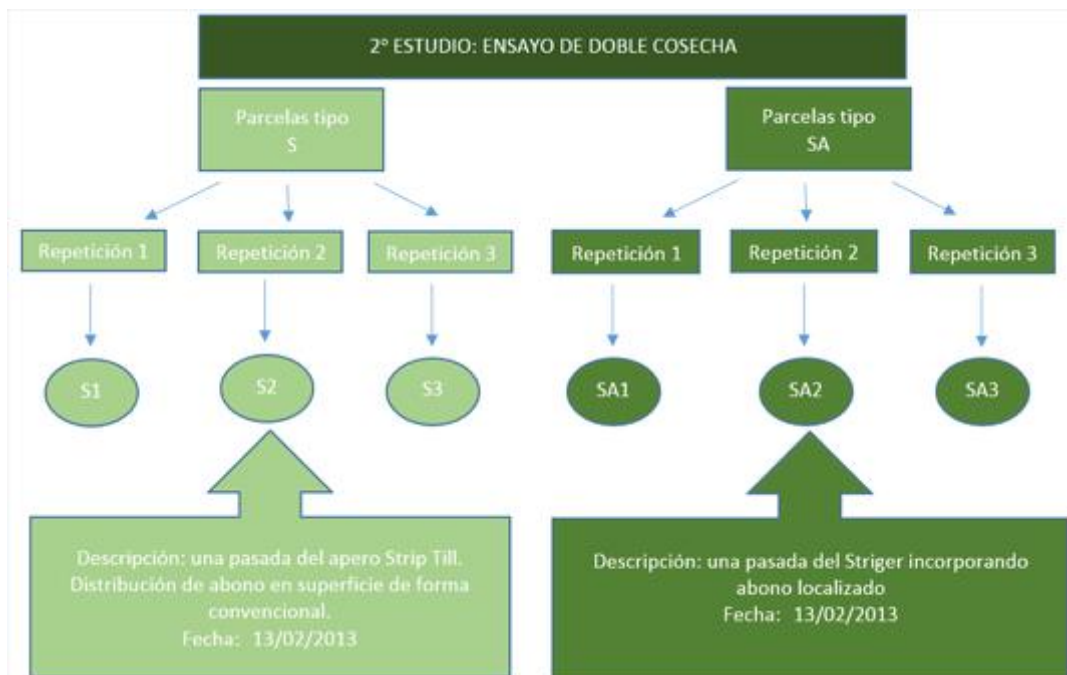 2º ESTUDIO: ENSAYO DE DOBLE COSECHA
Parcelas tipo
S
Parcelas tipo
SA
Repetición 1
Repetición 2
Repetición 3
Repetición 1
Repetición 2
Repetición 3
S1
S2
S3
SA1
SA2
SA3
Descripción: una pasada del apero Strip Till.
Distribución de abono en superficie de forma
convencional.
Fecha: 13/02/2013
Descripción: una pasada del Striger incorporando
abono localizado
Fecha: 13/02/2013